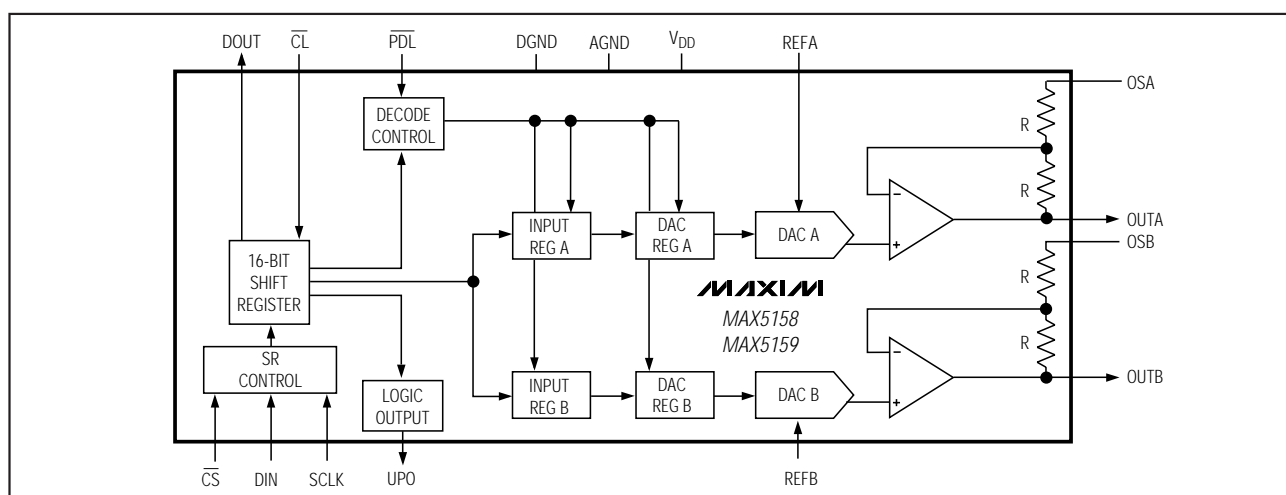 DOUT
CL
PDL
DGND
AGND
VDD
REFA
OSA
DECODE
CONTROL
R
R
INPUT
REG A
DAC
REG A
DAC A
−
+
OUTA
OSB
16-BIT
SHIFT
REGISTER
MAXIM
MAX5158
MAX5159
R
R
SR
CONTROL
LOGIC
OUTPUT
INPUT
REG B
DAC
REG B
DAC B
−
+
OUTB
CS
DIN
SCLK
UPO
REFB